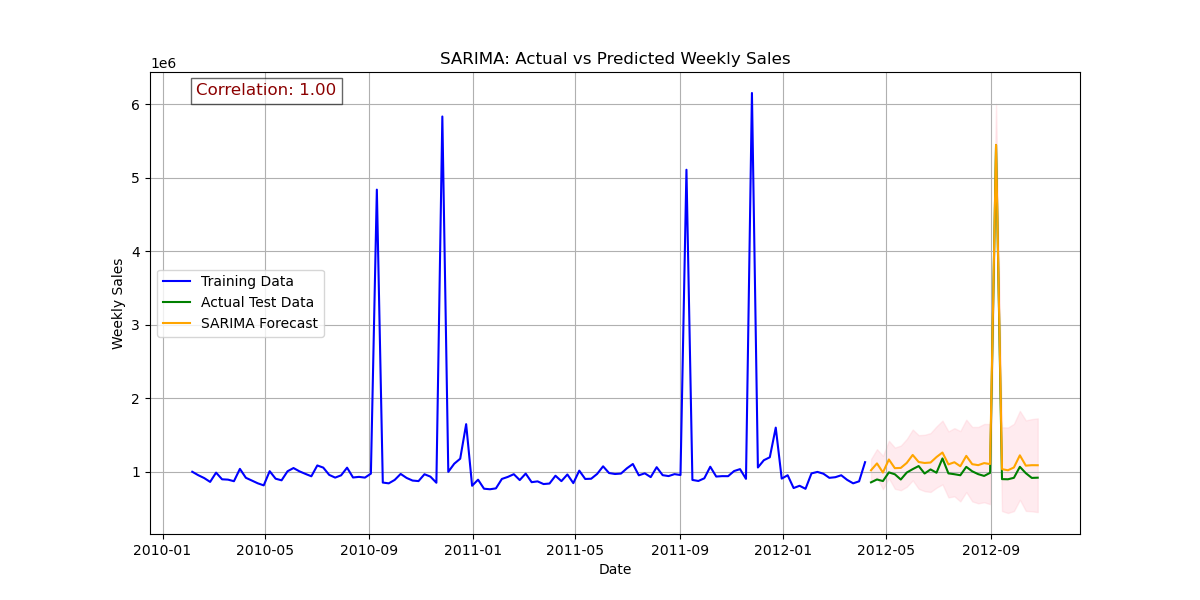 SARIMA: Actual vs Predicted Weekly Sales
1e6
Correlation: 1.00
6
5
4
3
2
1
Weekly Sales
Training Data
Actual Test Data
SARIMA Forecast
2010-01 2010-05 2010-09 2011-01 2011-05 2011-09 2012-01 2012-05 2012-09
Date